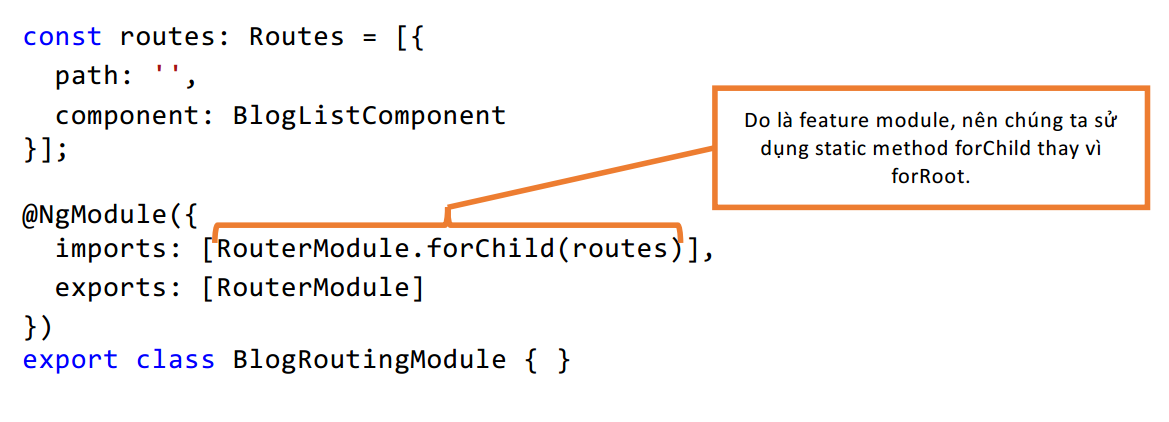 const routes: Routes = [{
  path: '',
  component: BlogListComponent
}];
Do là feature module, nên chúng ta sử
dụng static method forChild thay vì
forRoot.
@NgModule({
  imports: [RouterModule.forChild(routes)],
  exports: [RouterModule]
})
export class BlogRoutingModule { }